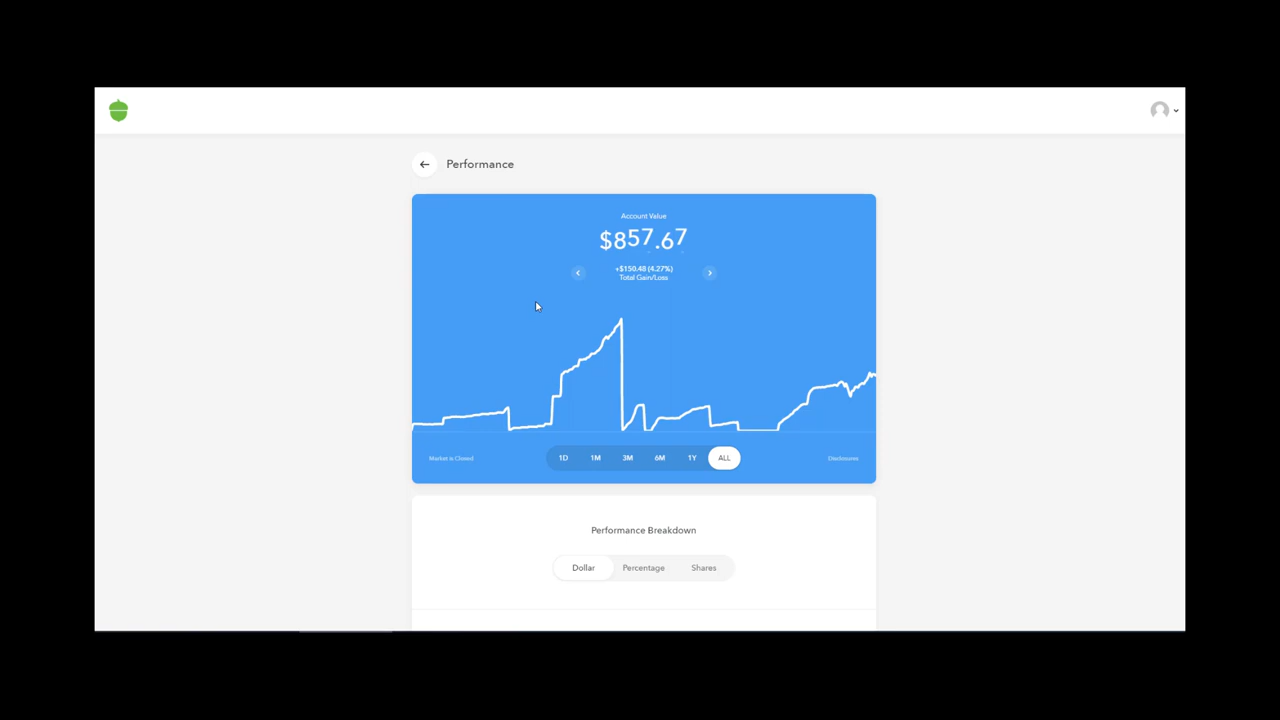 Performance
Account Value
$857.67
+$150.48 (4.27%)
Total Gain/Loss
Market is Closed
1D 1M 3M 6M 1Y ALL
Disclosures
Performance Breakdown
Dollar Percentage Shares